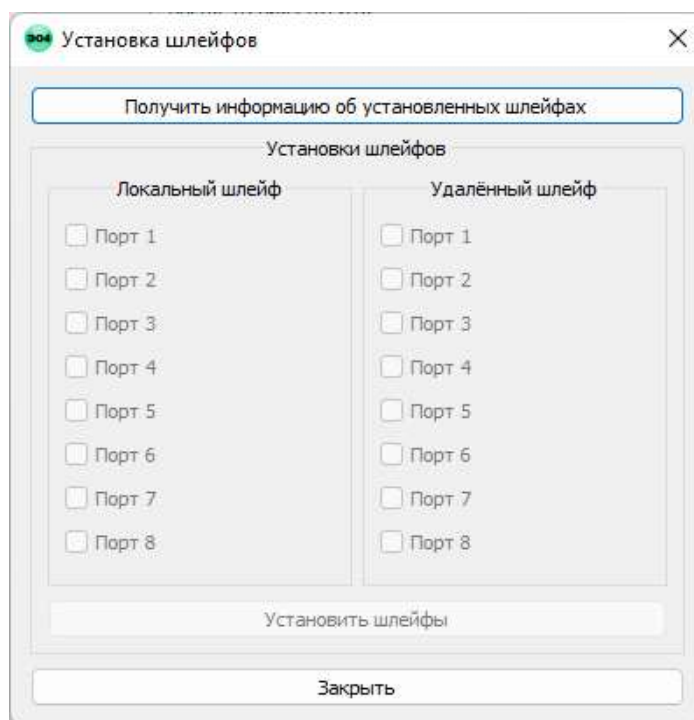 ЭО4 Установка шлейфов
Получить информацию об установленных шлейфах
Установки шлейфов
Локальный шлейф
Порт 1
Порт 2
Порт 3
Порт 4
Порт 5
Порт 6
Порт 7
Порт 8
Удалённый шлейф
Порт 1
Порт 2
Порт 3
Порт 4
Порт 5
Порт 6
Порт 7
Порт 8
Установить шлейфы
Закрыть